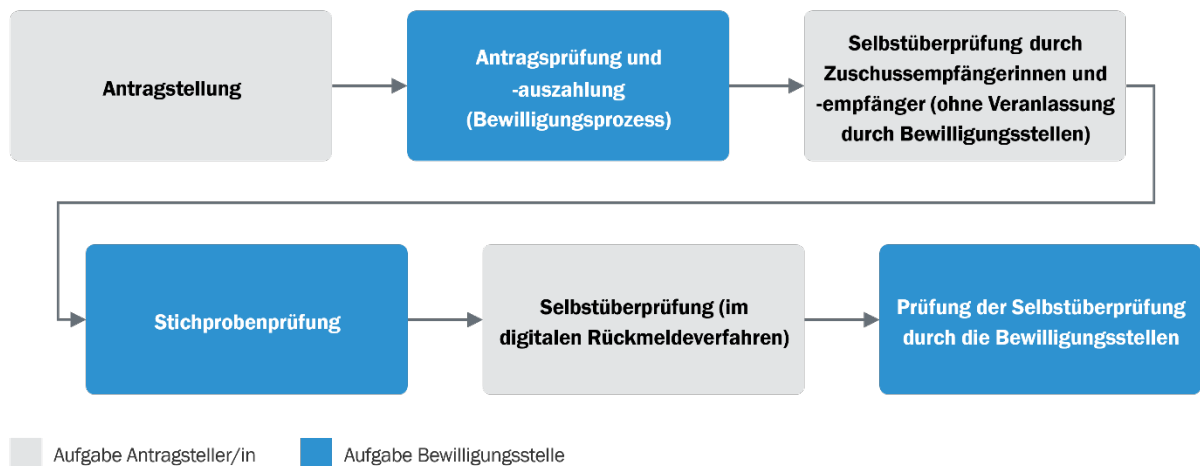 Antragstellung
Antragsprüfung und
-auszahlung
(Bewilligungsprozess)
Selbstüberprüfung durch
Zuschussempfängerinnen und
-empfänger (ohne Veranlassung
durch Bewilligungsstellen)
Stichprobenprüfung
Selbstüberprüfung (im
digitalen Rückmeldeverfahren)
Prüfung der Selbstüberprüfung
durch die Bewilligungsstellen
Aufgabe Antragsteller/in
Aufgabe Bewilligungsstelle